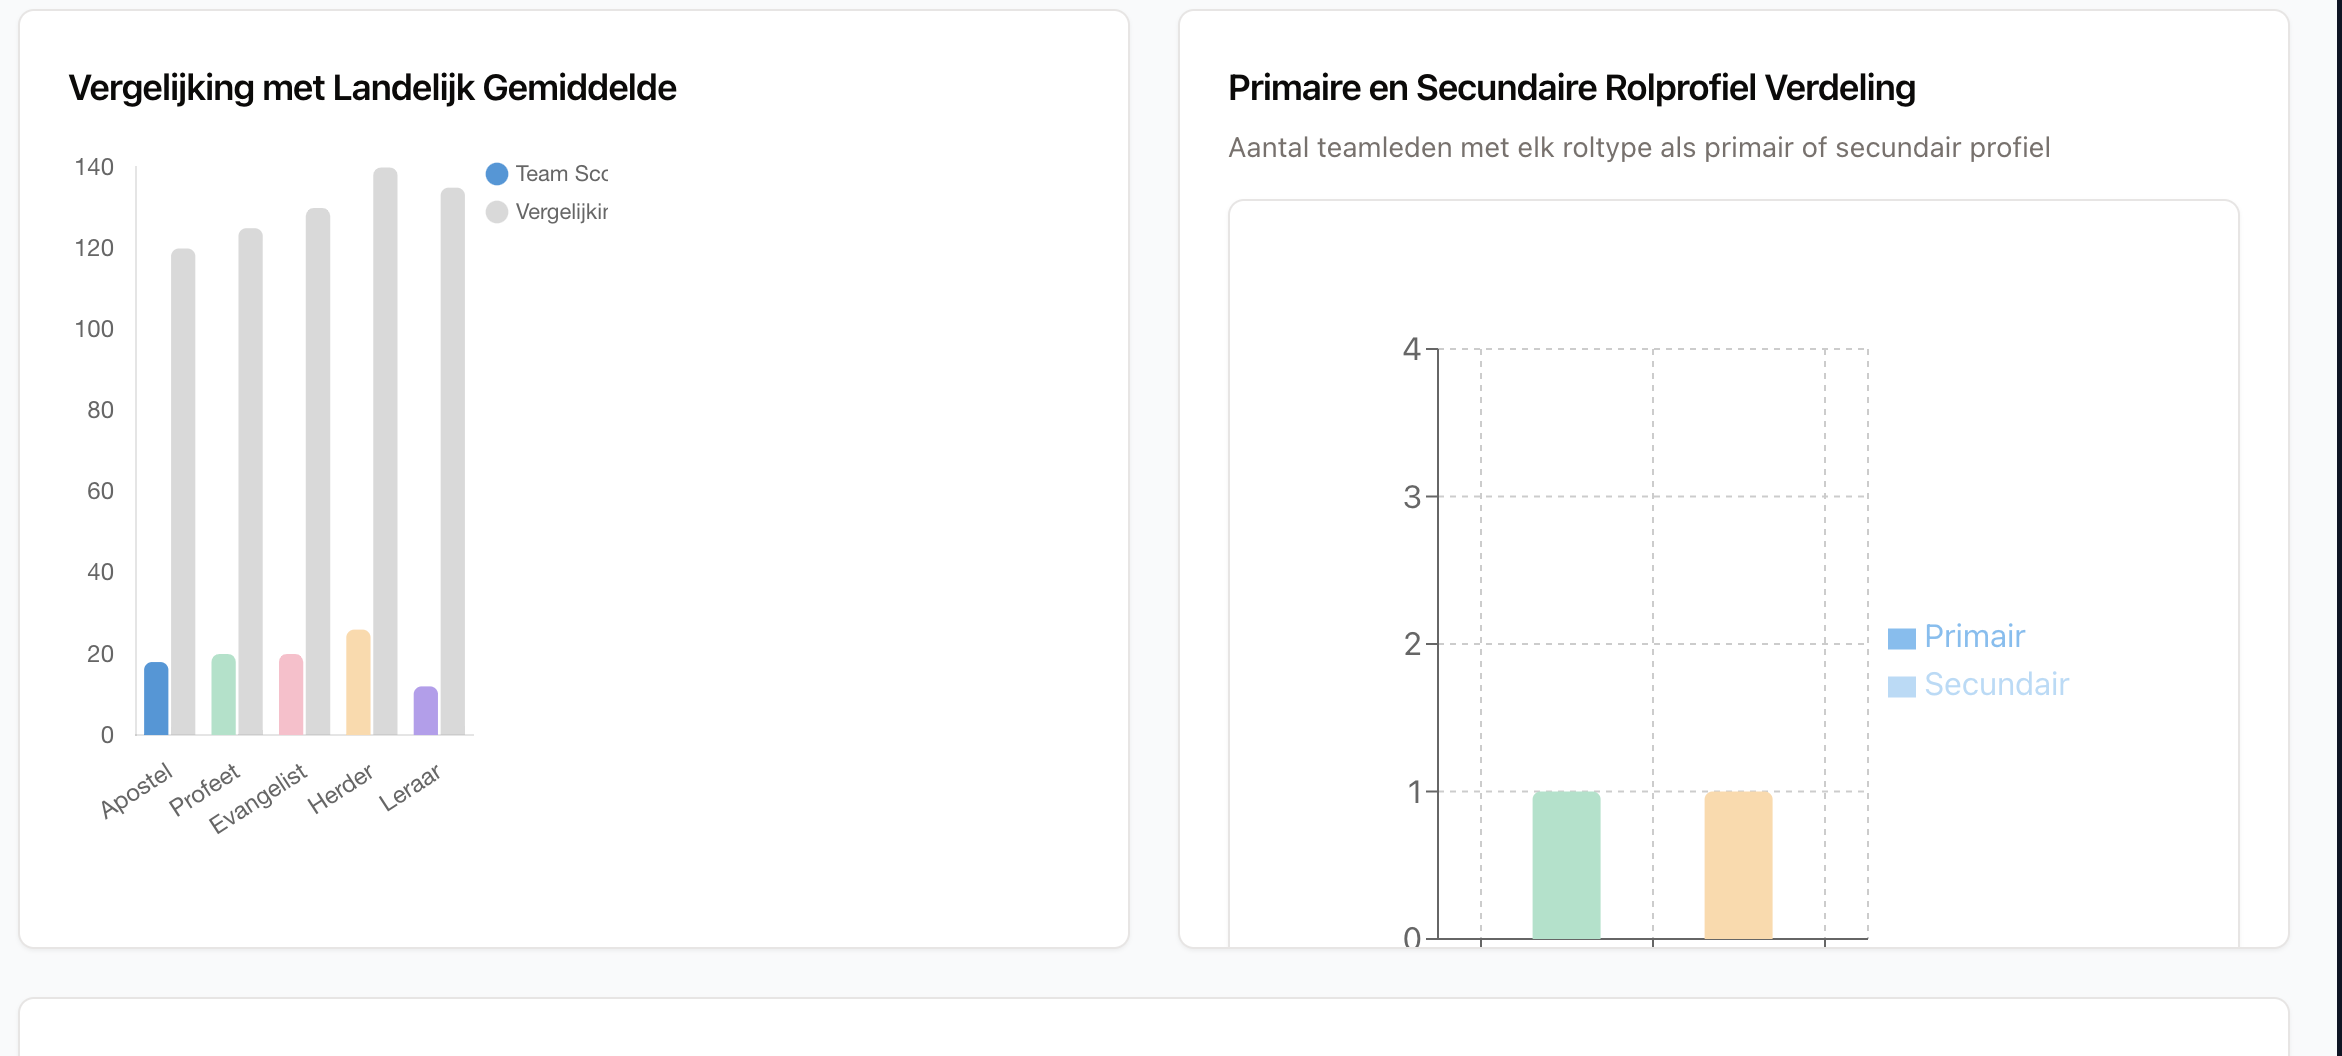 Vergelijking met Landelijk Gemiddelde
140
120
100
80
60
40
20
0
Apostel
Profeet
Evangelist
Herder
Leraar
Team Sco
Vergelijkin
Primaire en Secundaire Rolprofiel Verdeling
Aantal teamleden met elk roltype als primair of secundair profiel
4
3
2
1
0
Primair
Secundair